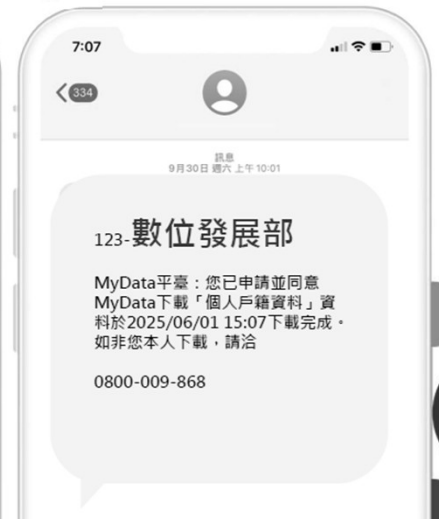 7:07
334
訊息
9月30日 週六 上午10:01
123-數位發展部
MyData平臺：您已申請並同意
MyData下載「個人戶籍資料」資
料於2025/06/01 15:07下載完成。
如非您本人下載，請洽
0800-009-868